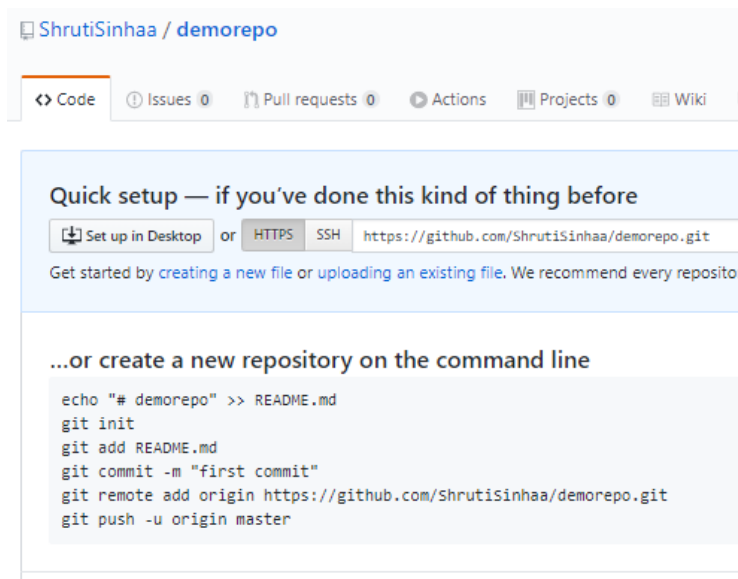 ShrutiSinhaa / demorepo
Code Issues 0 Pull requests 0 Actions Projects 0 Wiki
Quick setup — if you've done this kind of thing before
Set up in Desktop or HTTPS SSH https://github.com/ShrutiSinhaa/demorepo.git
Get started by creating a new file or uploading an existing file. We recommend every reposito
...or create a new repository on the command line
echo "# demorepo" >> README.md
git init
git add README.md
git commit -m "first commit"
git remote add origin https://github.com/ShrutiSinhaa/demorepo.git
git push -u origin master